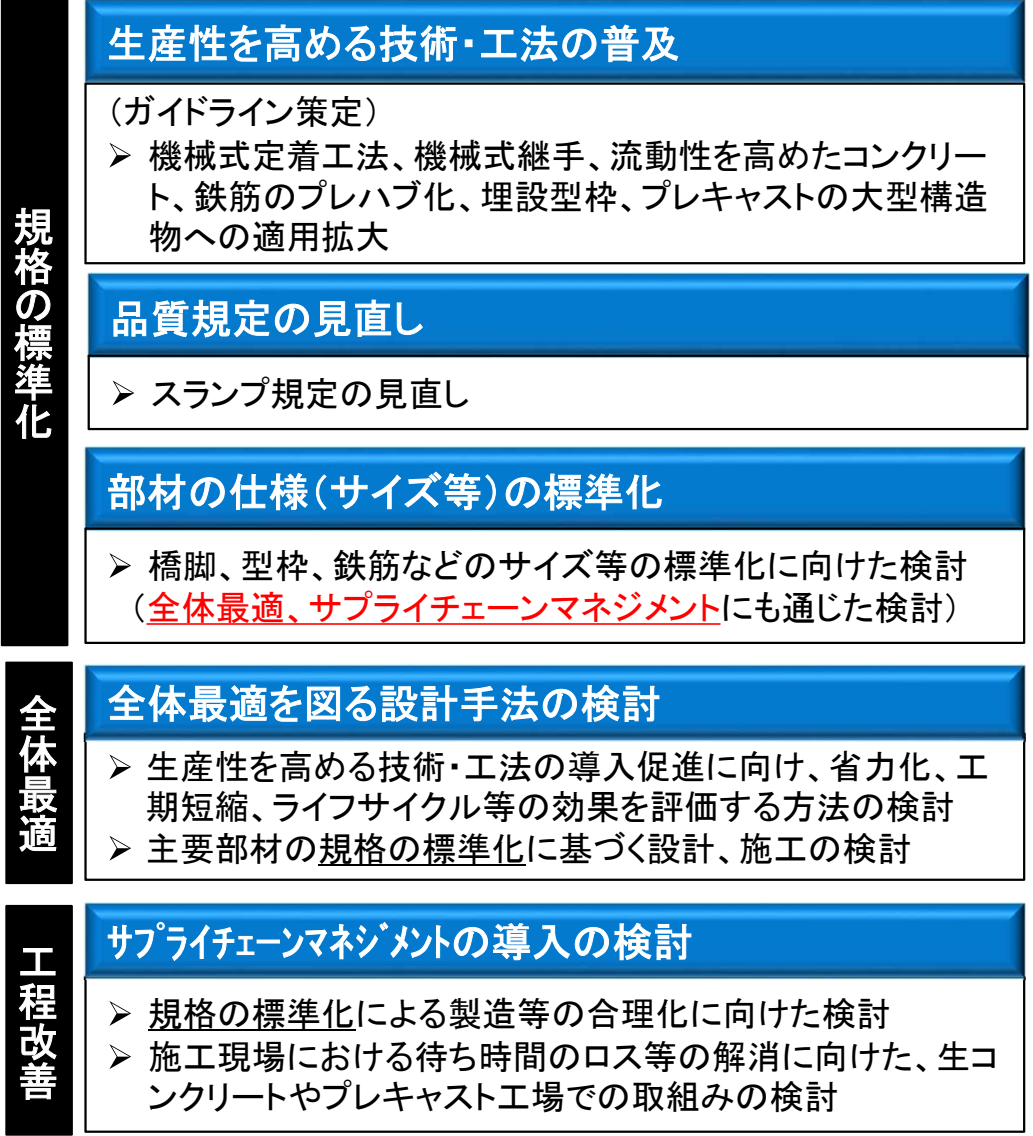 規格の標準化
生産性を高める技術・工法の普及
（ガイドライン策定）
➢ 機械式定着工法、機械式継手、流動性を高めたコンクリー
ト、鉄筋のプレハブ化、埋設型枠、プレキャストの大型構造
物への適用拡大
品質規定の見直し
➢ スランプ規定の見直し
部材の仕様（サイズ等）の標準化
➢ 橋脚、型枠、鉄筋などのサイズ等の標準化に向けた検討
（全体最適、サプライチェーンマネジメントにも通じた検討）
全体最適
全体最適を図る設計手法の検討
➢ 生産性を高める技術・工法の導入促進に向け、省力化、工
期短縮、ライフサイクル等の効果を評価する方法の検討
➢ 主要部材の規格の標準化に基づく設計、施工の検討
工程改善
ｻﾌﾟﾗｲﾁｪｰﾝﾏﾈｼﾞﾒﾝﾄの導入の検討
➢ 規格の標準化による製造等の合理化に向けた検討
➢ 施工現場における待ち時間のロス等の解消に向けた、生コ
ンクリートやプレキャスト工場での取組みの検討